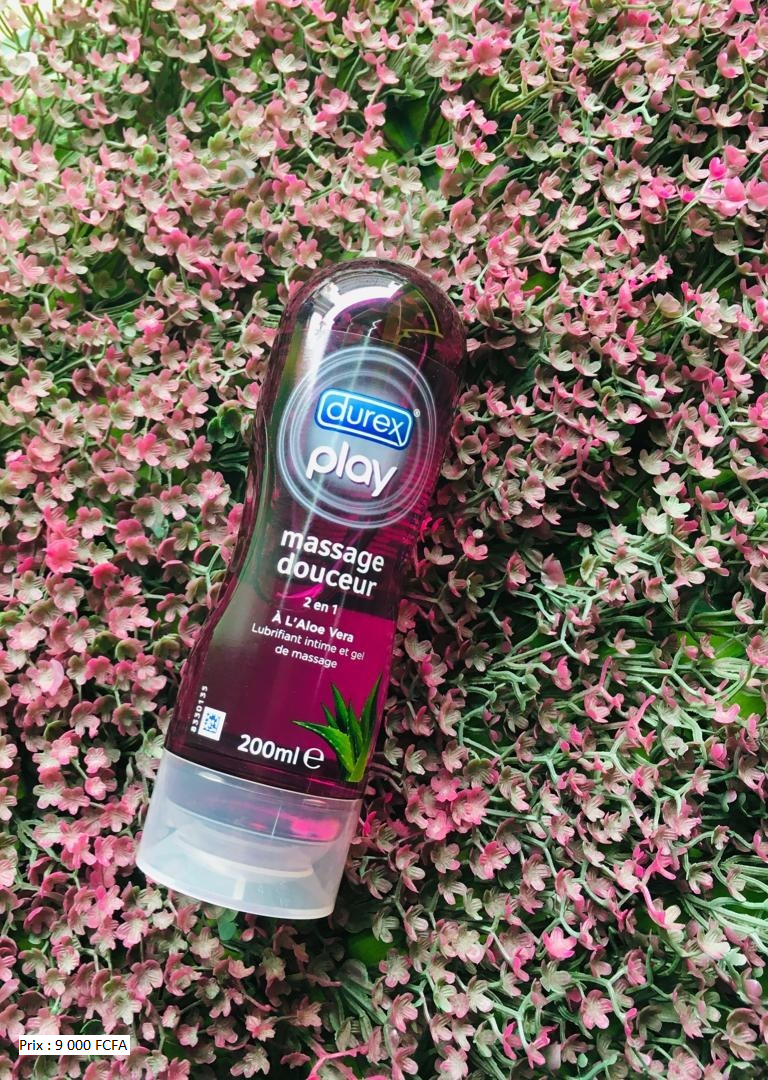 durex®
play
massage
douceur
2 en 1
À L'Aloe Vera
Lubrifiant intime et gel
de massage
8330135
200ml ℮
Prix : 9 000 FCFA